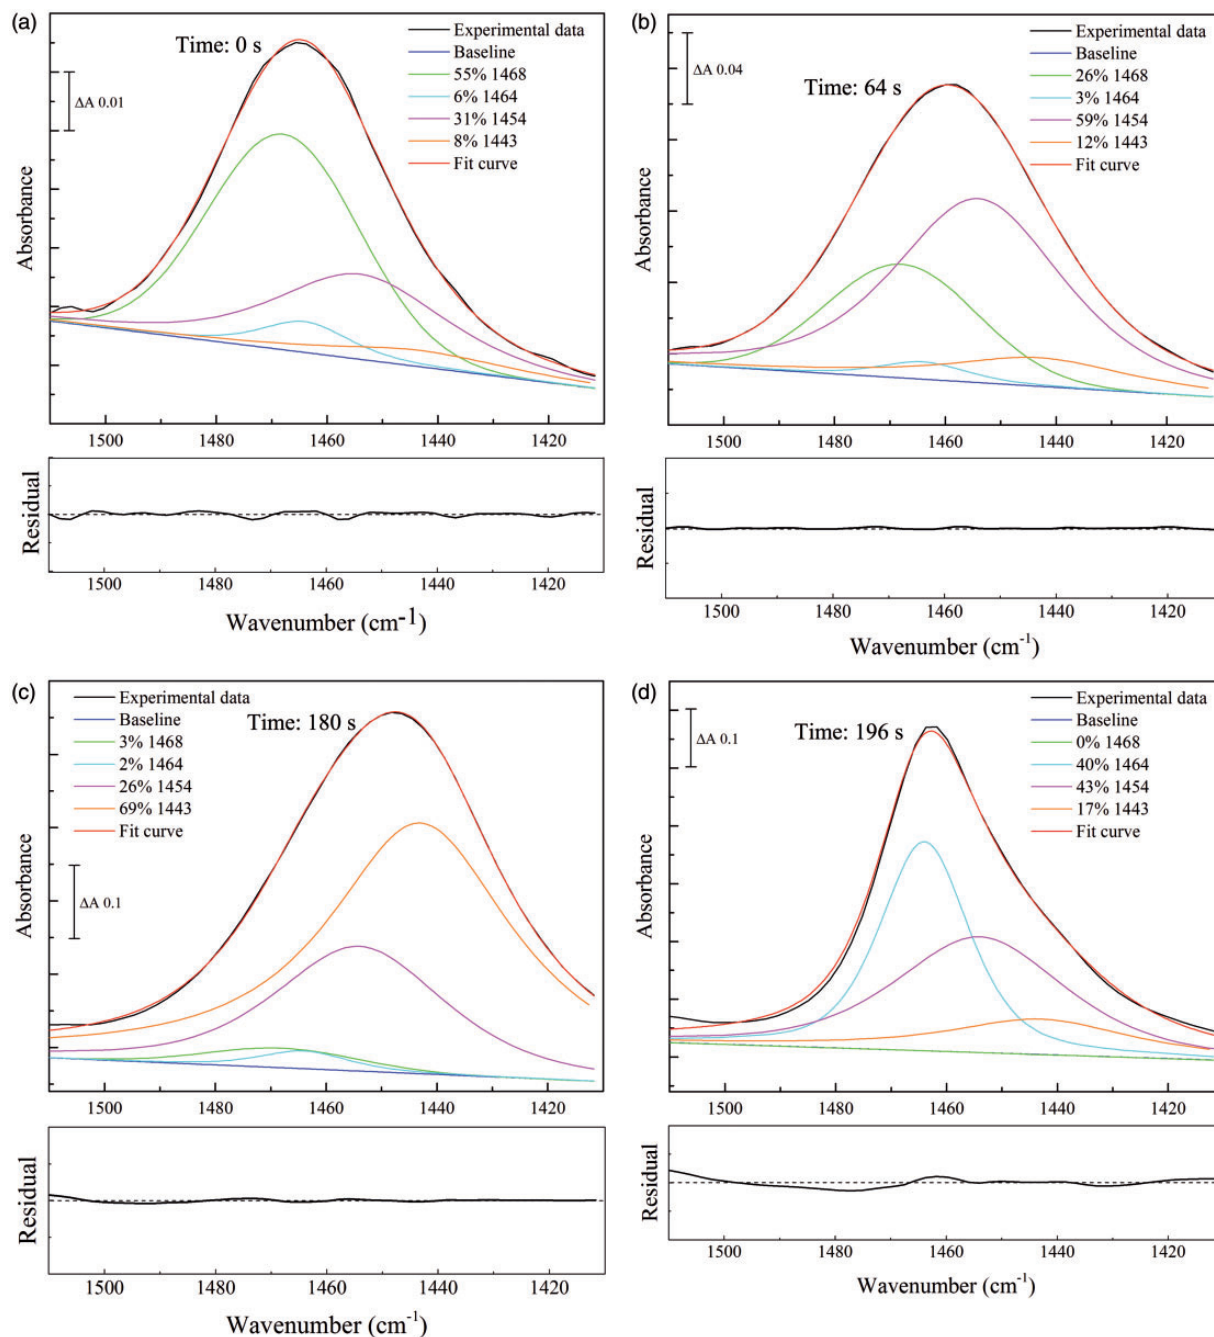 (a)
Time: 0 s
ΔA 0.01
Experimental data
Baseline
55% 1468
6% 1464
31% 1454
8% 1443
Fit curve
Absorbance
1500 1480 1460 1440 1420
Residual
1500 1480 1460 1440 1420
Wavenumber (cm-1)
(b)
Time: 64 s
ΔA 0.04
Experimental data
Baseline
26% 1468
3% 1464
59% 1454
12% 1443
Fit curve
Absorbance
1500 1480 1460 1440 1420
Residual
1500 1480 1460 1440 1420
Wavenumber (cm-1)
(c)
Experimental data
Baseline
3% 1468
2% 1464
26% 1454
69% 1443
Fit curve
Time: 180 s
ΔA 0.1
Absorbance
1500 1480 1460 1440 1420
Residual
1500 1480 1460 1440 1420
Wavenumber (cm-1)
(d)
ΔA 0.1
Time: 196 s
Experimental data
Baseline
0% 1468
40% 1464
43% 1454
17% 1443
Fit curve
Absorbance
1500 1480 1460 1440 1420
Residual
1500 1480 1460 1440 1420
Wavenumber (cm-1)